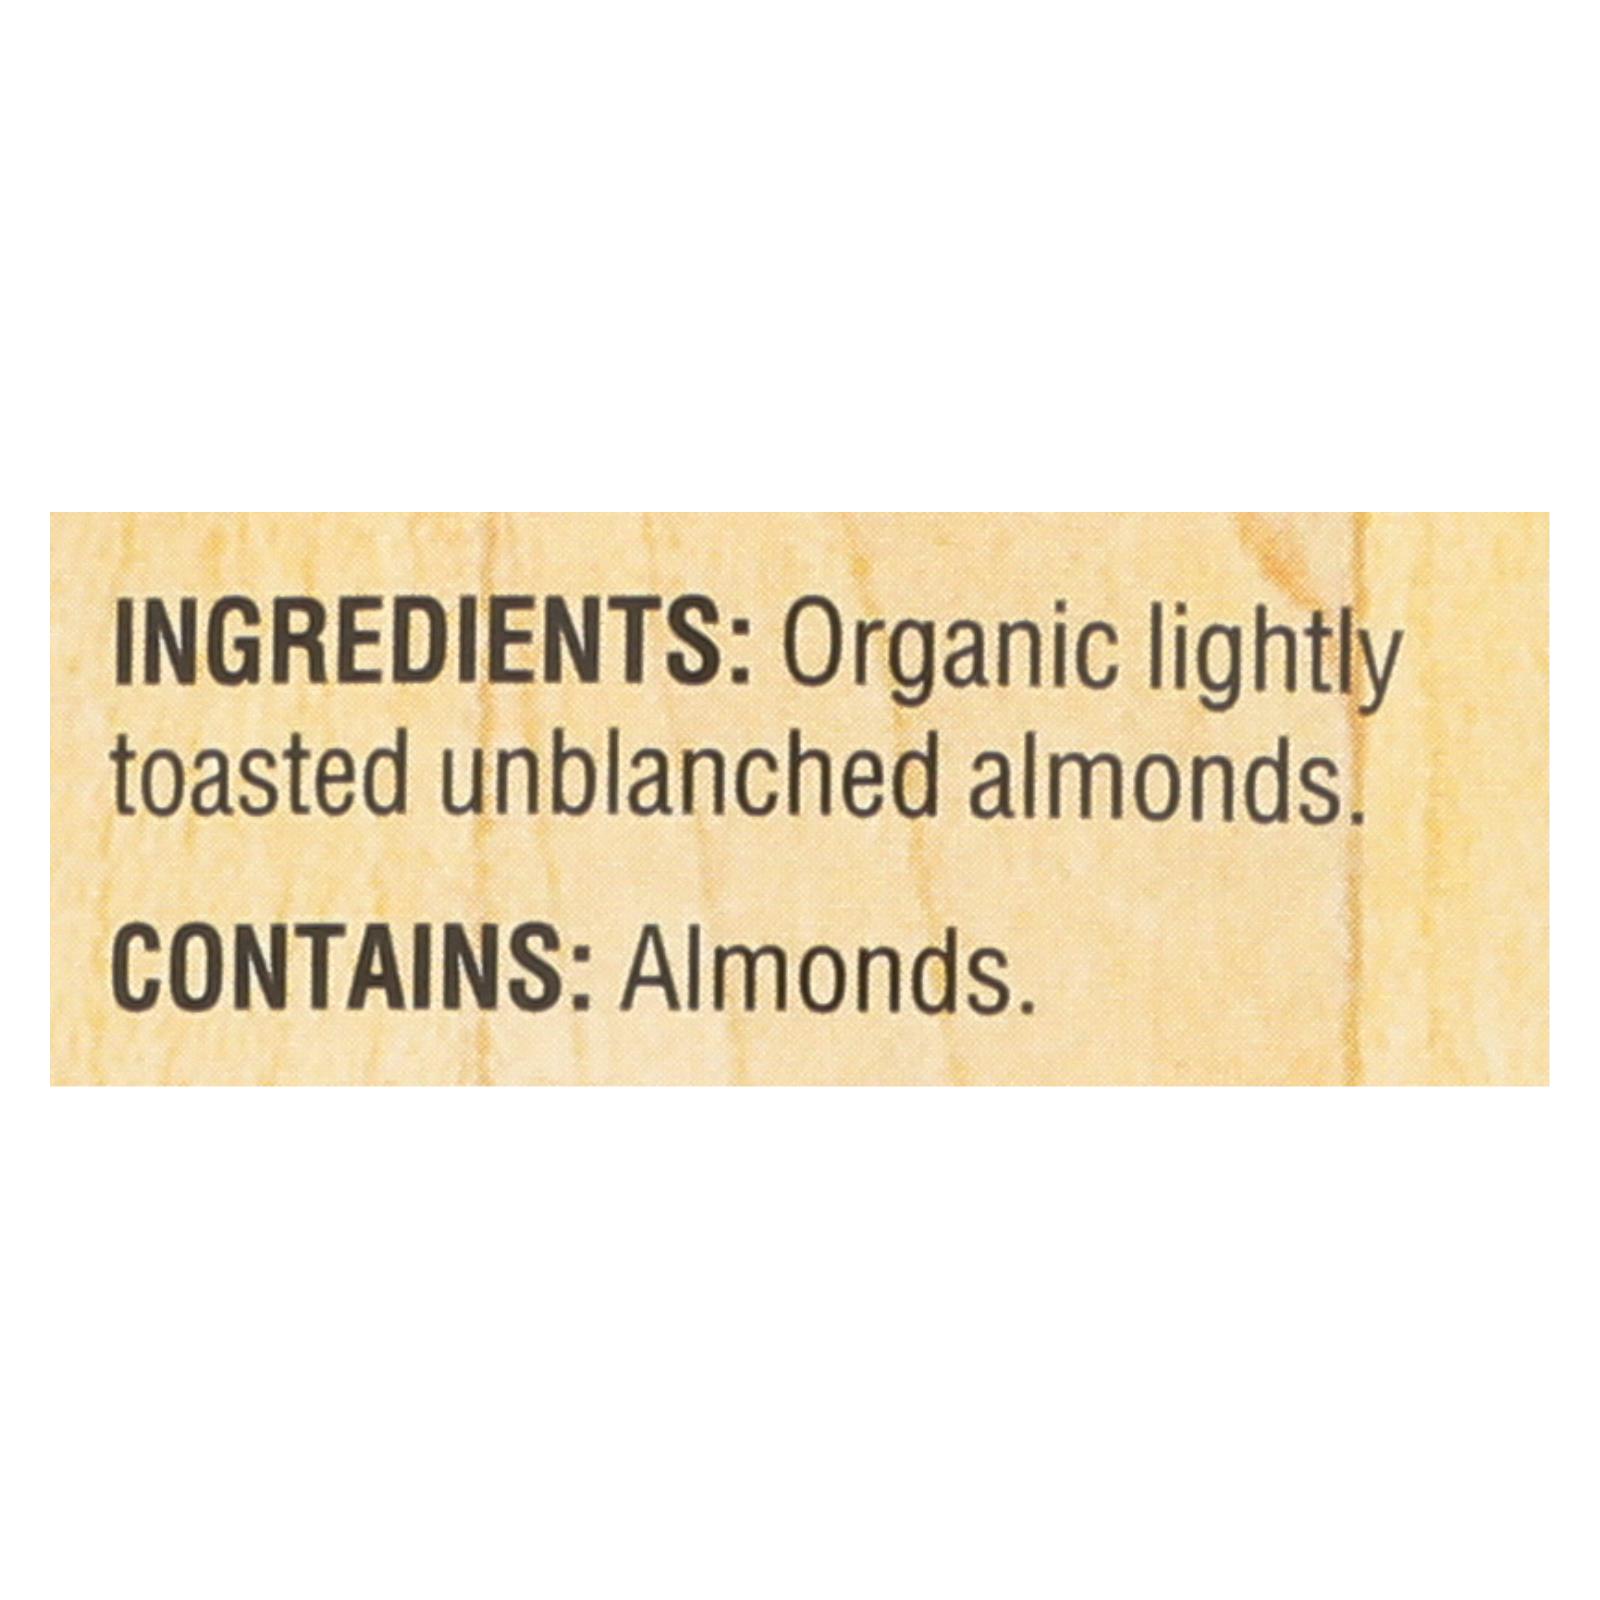 INGREDIENTS: Organic lightly
toasted unblanched almonds.
CONTAINS: Almonds.